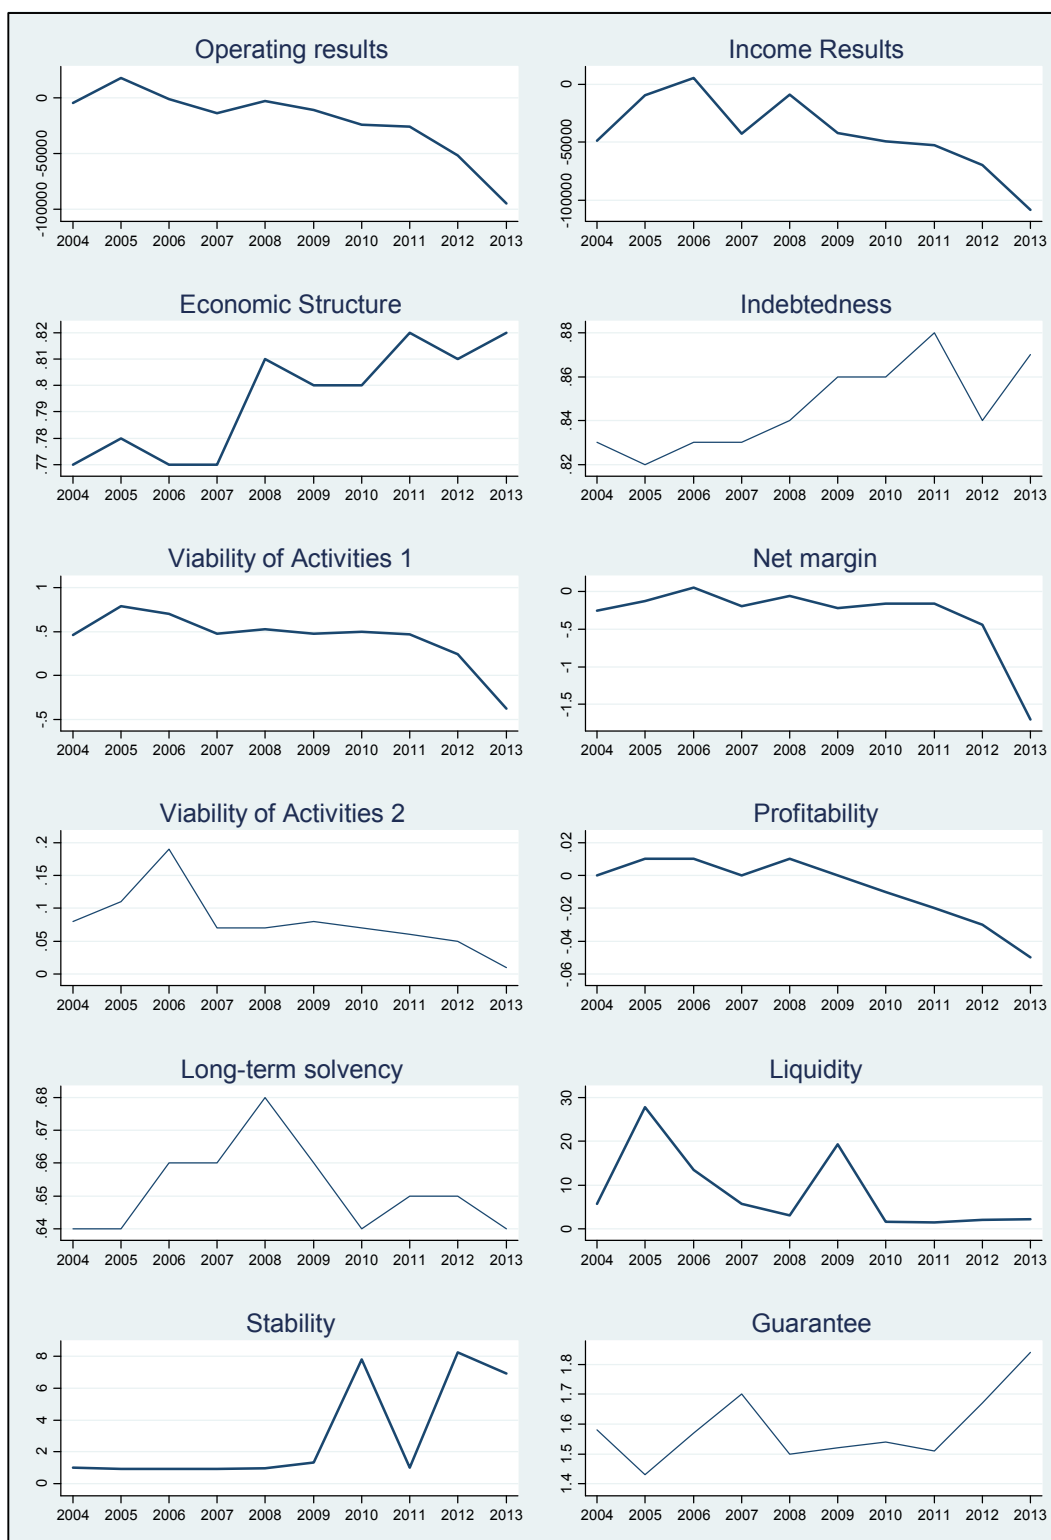 Operating results
0
-50000
-100000
2004 2005 2006 2007 2008 2009 2010 2011 2012 2013
Income Results
0
-50000
-100000
2004 2005 2006 2007 2008 2009 2010 2011 2012 2013
Economic Structure
.82
.81
.8
.79
.78
.77
2004 2005 2006 2007 2008 2009 2010 2011 2012 2013
Indebtedness
.88
.86
.84
.82
2004 2005 2006 2007 2008 2009 2010 2011 2012 2013
Viability of Activities 1
1
.5
0
-.5
2004 2005 2006 2007 2008 2009 2010 2011 2012 2013
Net margin
0
-.5
-1
-1.5
2004 2005 2006 2007 2008 2009 2010 2011 2012 2013
Viability of Activities 2
.2
.15
.1
.05
0
2004 2005 2006 2007 2008 2009 2010 2011 2012 2013
Profitability
.02
0
-.02
-.04
-.06
2004 2005 2006 2007 2008 2009 2010 2011 2012 2013
Long-term solvency
.68
.67
.66
.65
.64
2004 2005 2006 2007 2008 2009 2010 2011 2012 2013
Liquidity
30
20
10
0
2004 2005 2006 2007 2008 2009 2010 2011 2012 2013
Stability
8
6
4
2
0
2004 2005 2006 2007 2008 2009 2010 2011 2012 2013
Guarantee
1.8
1.7
1.6
1.5
1.4
2004 2005 2006 2007 2008 2009 2010 2011 2012 2013